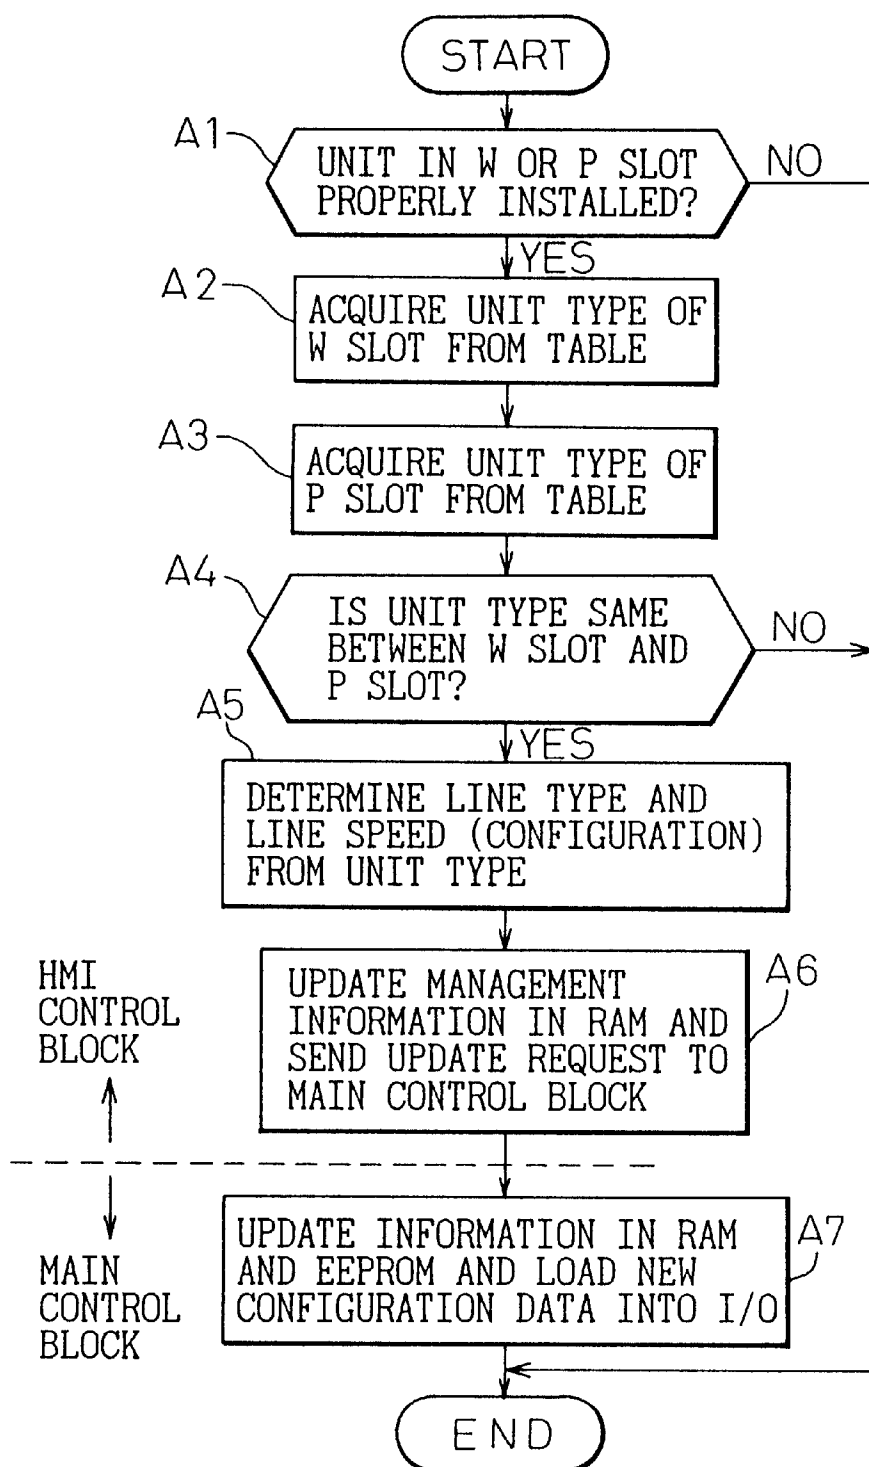 START
A1
UNIT IN W OR P SLOT
PROPERLY INSTALLED?
NO
YES
A2
ACQUIRE UNIT TYPE OF
W SLOT FROM TABLE
A3
ACQUIRE UNIT TYPE OF
P SLOT FROM TABLE
A4
IS UNIT TYPE SAME
BETWEEN W SLOT AND
P SLOT?
NO
YES
A5
DETERMINE LINE TYPE AND
LINE SPEED (CONFIGURATION)
FROM UNIT TYPE
HMI
CONTROL
BLOCK
A6
UPDATE MANAGEMENT
INFORMATION IN RAM AND
SEND UPDATE REQUEST TO
MAIN CONTROL BLOCK
MAIN
CONTROL
BLOCK
A7
UPDATE INFORMATION IN RAM
AND EEPROM AND LOAD NEW
CONFIGURATION DATA INTO I/O
END